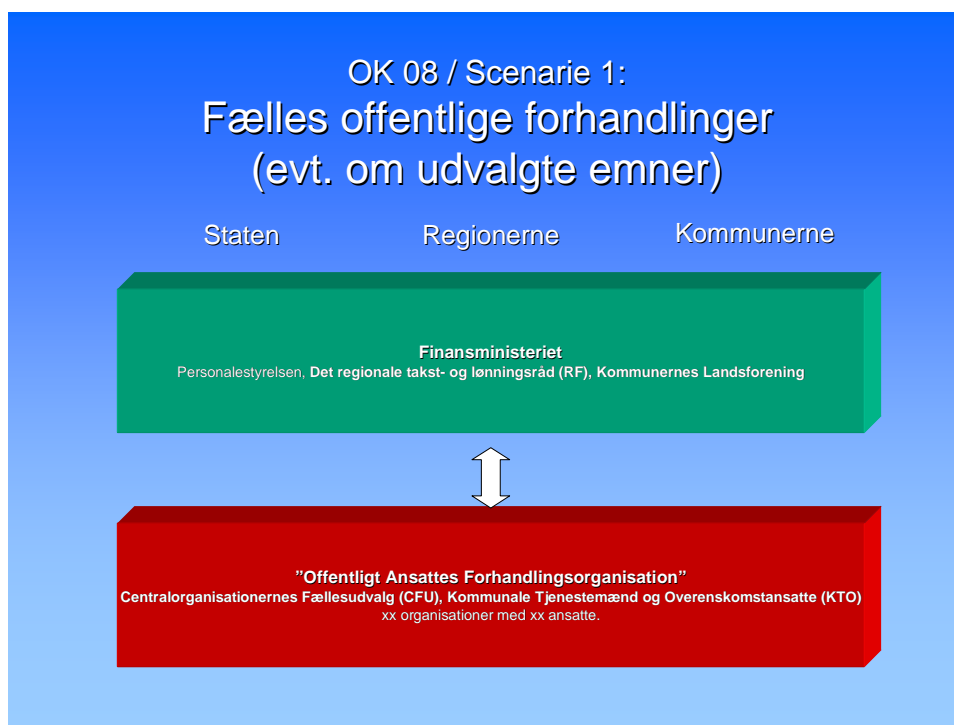 OK 08 / Scenarie 1:
Fælles offentlige forhandlinger
(evt. om udvalgte emner)
Staten Regionerne Kommunerne
Finansministeriet
Personalestyrelsen, Det regionale takst- og lønningsråd (RF), Kommunernes Landsforening
”Offentligt Ansattes Forhandlingsorganisation”
Centralorganisationernes Fællesudvalg (CFU), Kommunale Tjenestemænd og Overenskomstansatte (KTO)
xx organisationer med xx ansatte.